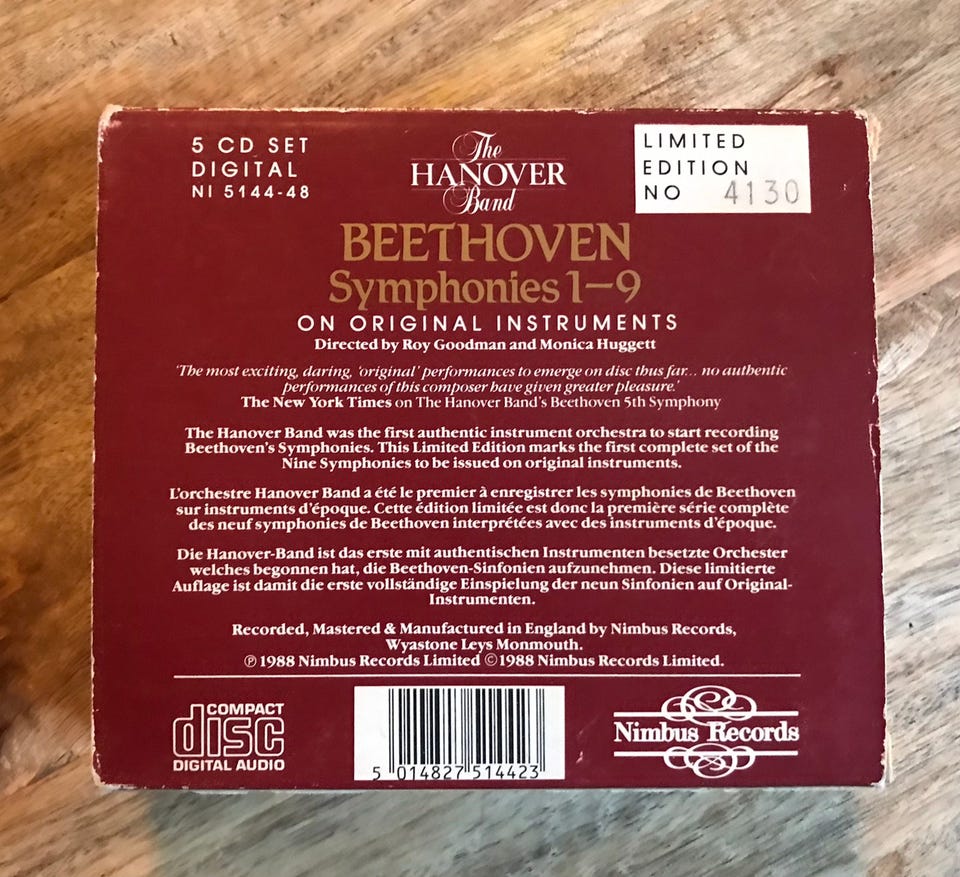 5 CD SET
DIGITAL
NI 5144-48
The
HANOVER
Band
LIMITED
EDITION
NO 4130
BEETHOVEN
Symphonies 1–9
ON ORIGINAL INSTRUMENTS
Directed by Roy Goodman and Monica Huggett
'The most exciting, daring, 'original' performances to emerge on disc thus far... no authentic
performances of this composer have given greater pleasure.'
The New York Times on The Hanover Band's Beethoven 5th Symphony
The Hanover Band was the first authentic instrument orchestra to start recording
Beethoven's Symphonies. This Limited Edition marks the first complete set of the
Nine Symphonies to be issued on original instruments.
L'orchestre Hanover Band a été le premier à enregistrer les symphonies de Beethoven
sur instruments d'époque. Cette édition limitée est donc la première série complète
des neuf symphonies de Beethoven interprétées avec des instruments d'époque.
Die Hanover-Band ist das erste mit authentischen Instrumenten besetzte Orchester
welches begonnen hat, die Beethoven-Sinfonien aufzunehmen. Diese limitierte
Auflage ist damit die erste vollständige Einspielung der neun Sinfonien auf Original-
Instrumenten.
Recorded, Mastered & Manufactured in England by Nimbus Records,
Wyastone Leys Monmouth.
℗ 1988 Nimbus Records Limited © 1988 Nimbus Records Limited.
COMPACT
disc
DIGITAL AUDIO
5 014827 514423
Nimbus Records